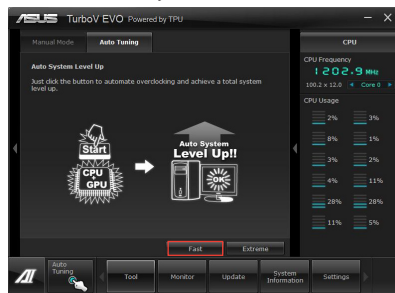 ASUS TurboV EVO Powered by TPU
Manual Mode
Auto Tuning
CPU
Auto System Level Up
Just click the button to automate overclocking and achieve a total system
level up.
Start
CPU
+
GPU
Auto System
Level Up!!
OK
Fast
Extreme
CPU Frequency
1202.9 MHz
100.2 x 12.0
Core 0
CPU Usage
2%
3%
8%
1%
3%
2%
4%
11%
28%
28%
11%
5%
Auto
Tuning
Tool
Monitor
Update
System
Information
Settings